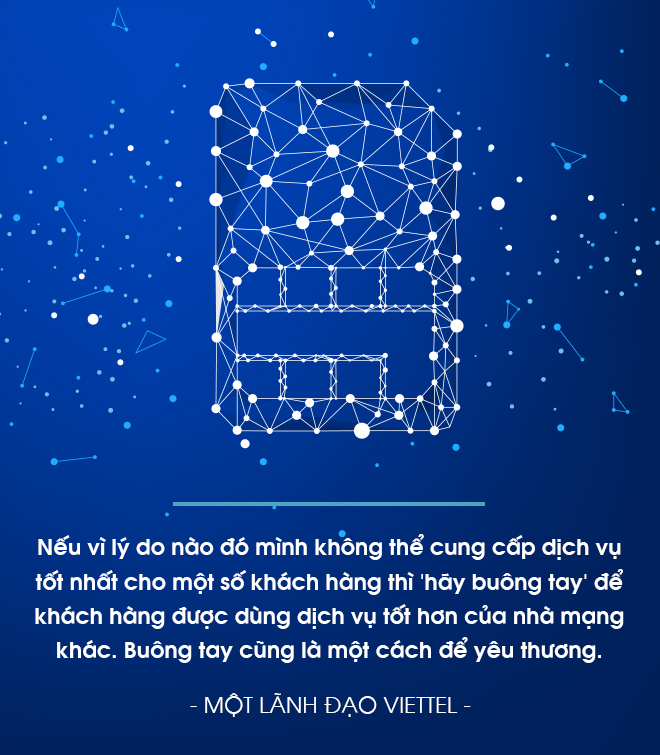 Nếu vì lý do nào đó mình không thể cung cấp dịch vụ
tốt nhất cho một số khách hàng thì 'hãy buông tay' để
khách hàng được dùng dịch vụ tốt hơn của nhà mạng
khác. Buông tay cũng là một cách để yêu thương.
- MỘT LÃNH ĐẠO VIETTEL -